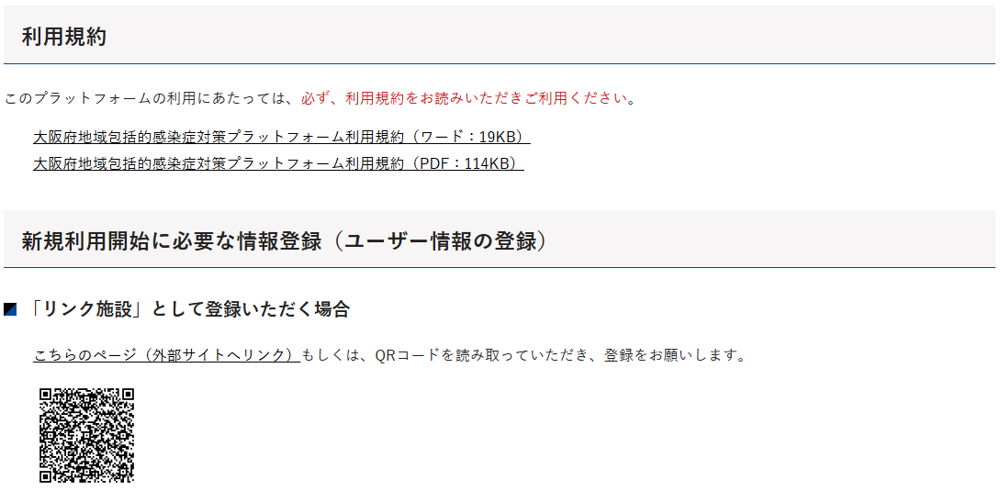 利用規約
このプラットフォームの利用にあたっては、必ず、利用規約をお読みいただきご利用ください。
大阪府地域包括的感染症対策プラットフォーム利用規約（ワード：19KB）
大阪府地域包括的感染症対策プラットフォーム利用規約（PDF：114KB）
新規利用開始に必要な情報登録（ユーザー情報の登録）
「リンク施設」として登録いただく場合
こちらのページ（外部サイトへリンク）もしくは、QRコードを読み取っていただき、登録をお願いします。